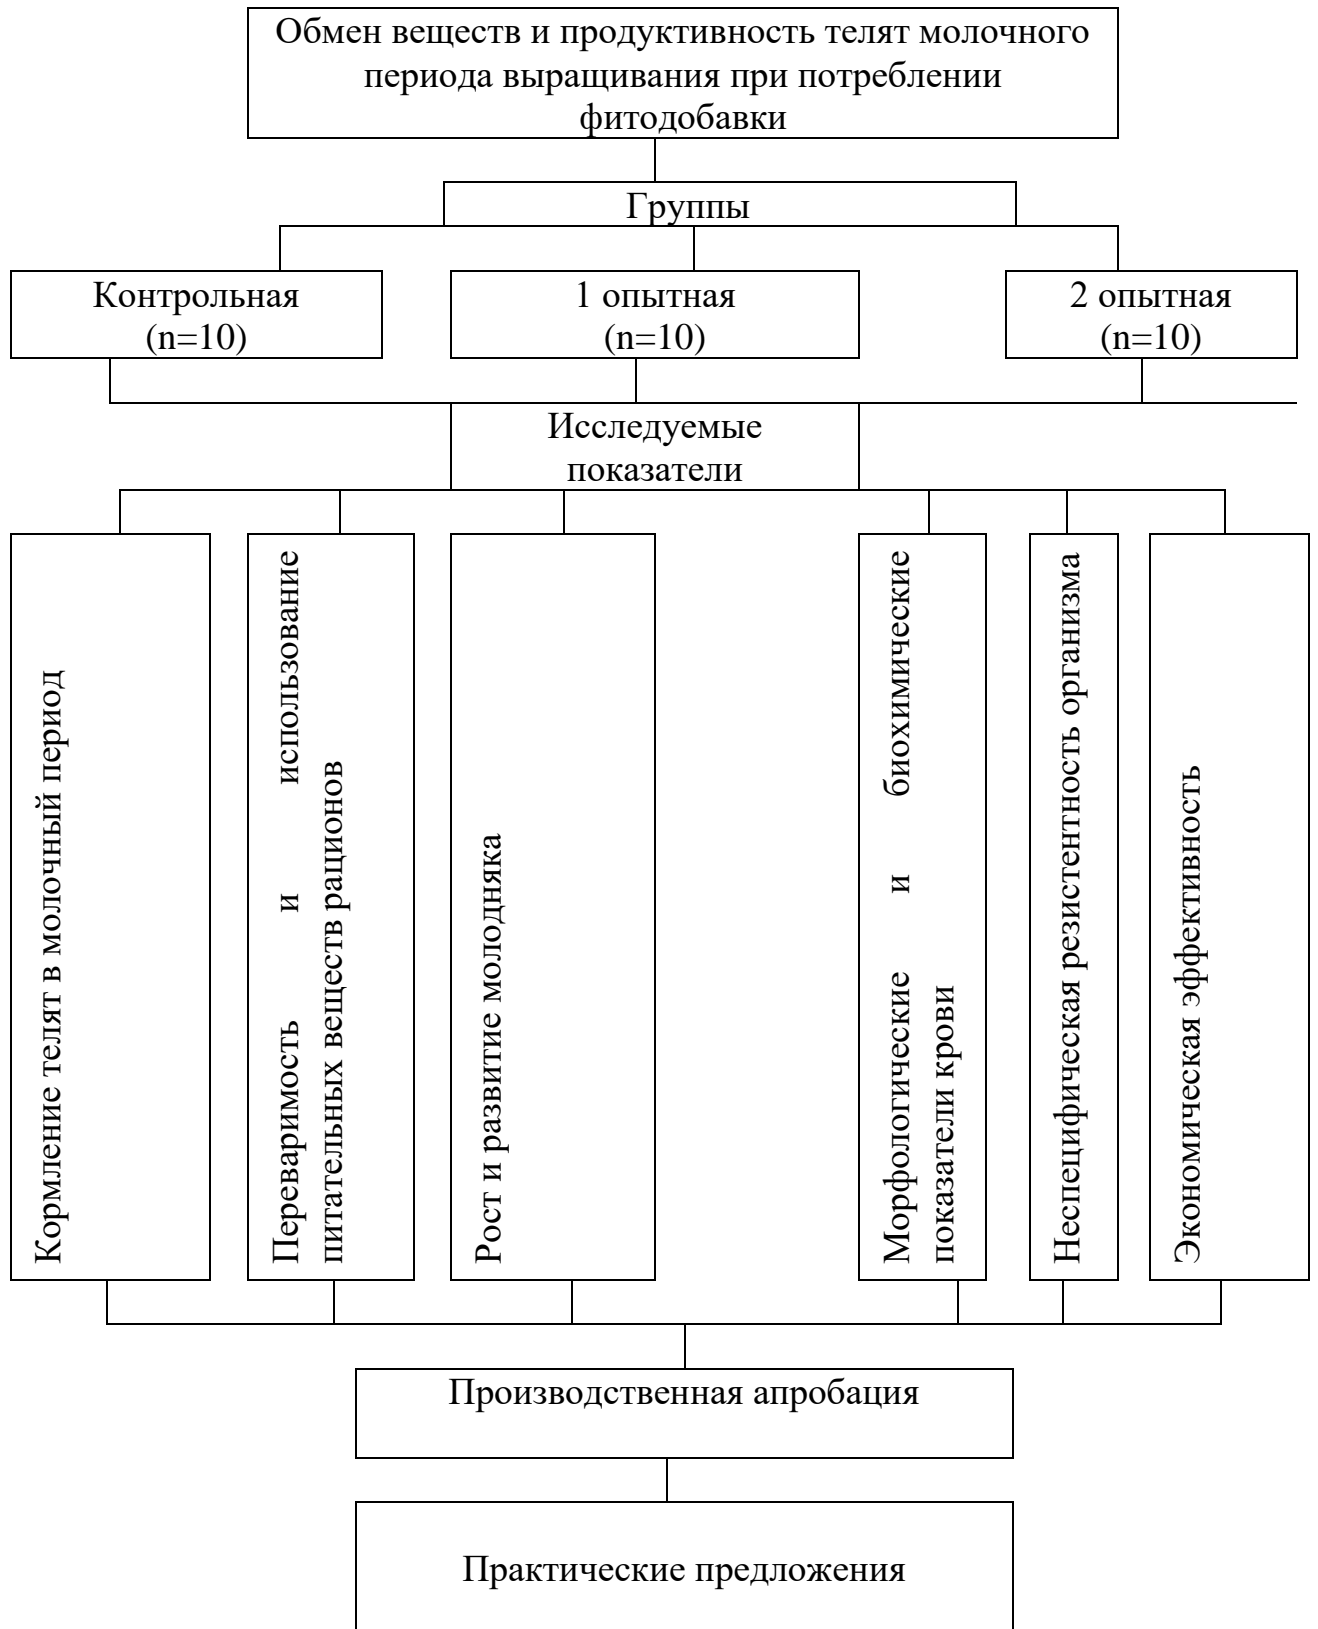 Обмен веществ и продуктивность телят молочного
периода выращивания при потреблении
фитодобавки
Группы
Контрольная
(n=10)
1 опытная
(n=10)
2 опытная
(n=10)
Исследуемые
показатели
Кормление телят в молочный период
Переваримость и использование
питательных веществ рационов
Рост и развитие молодняка
Морфологические и биохимические
показатели крови
Неспецифическая резистентность организма
Экономическая эффективность
Производственная апробация
Практические предложения